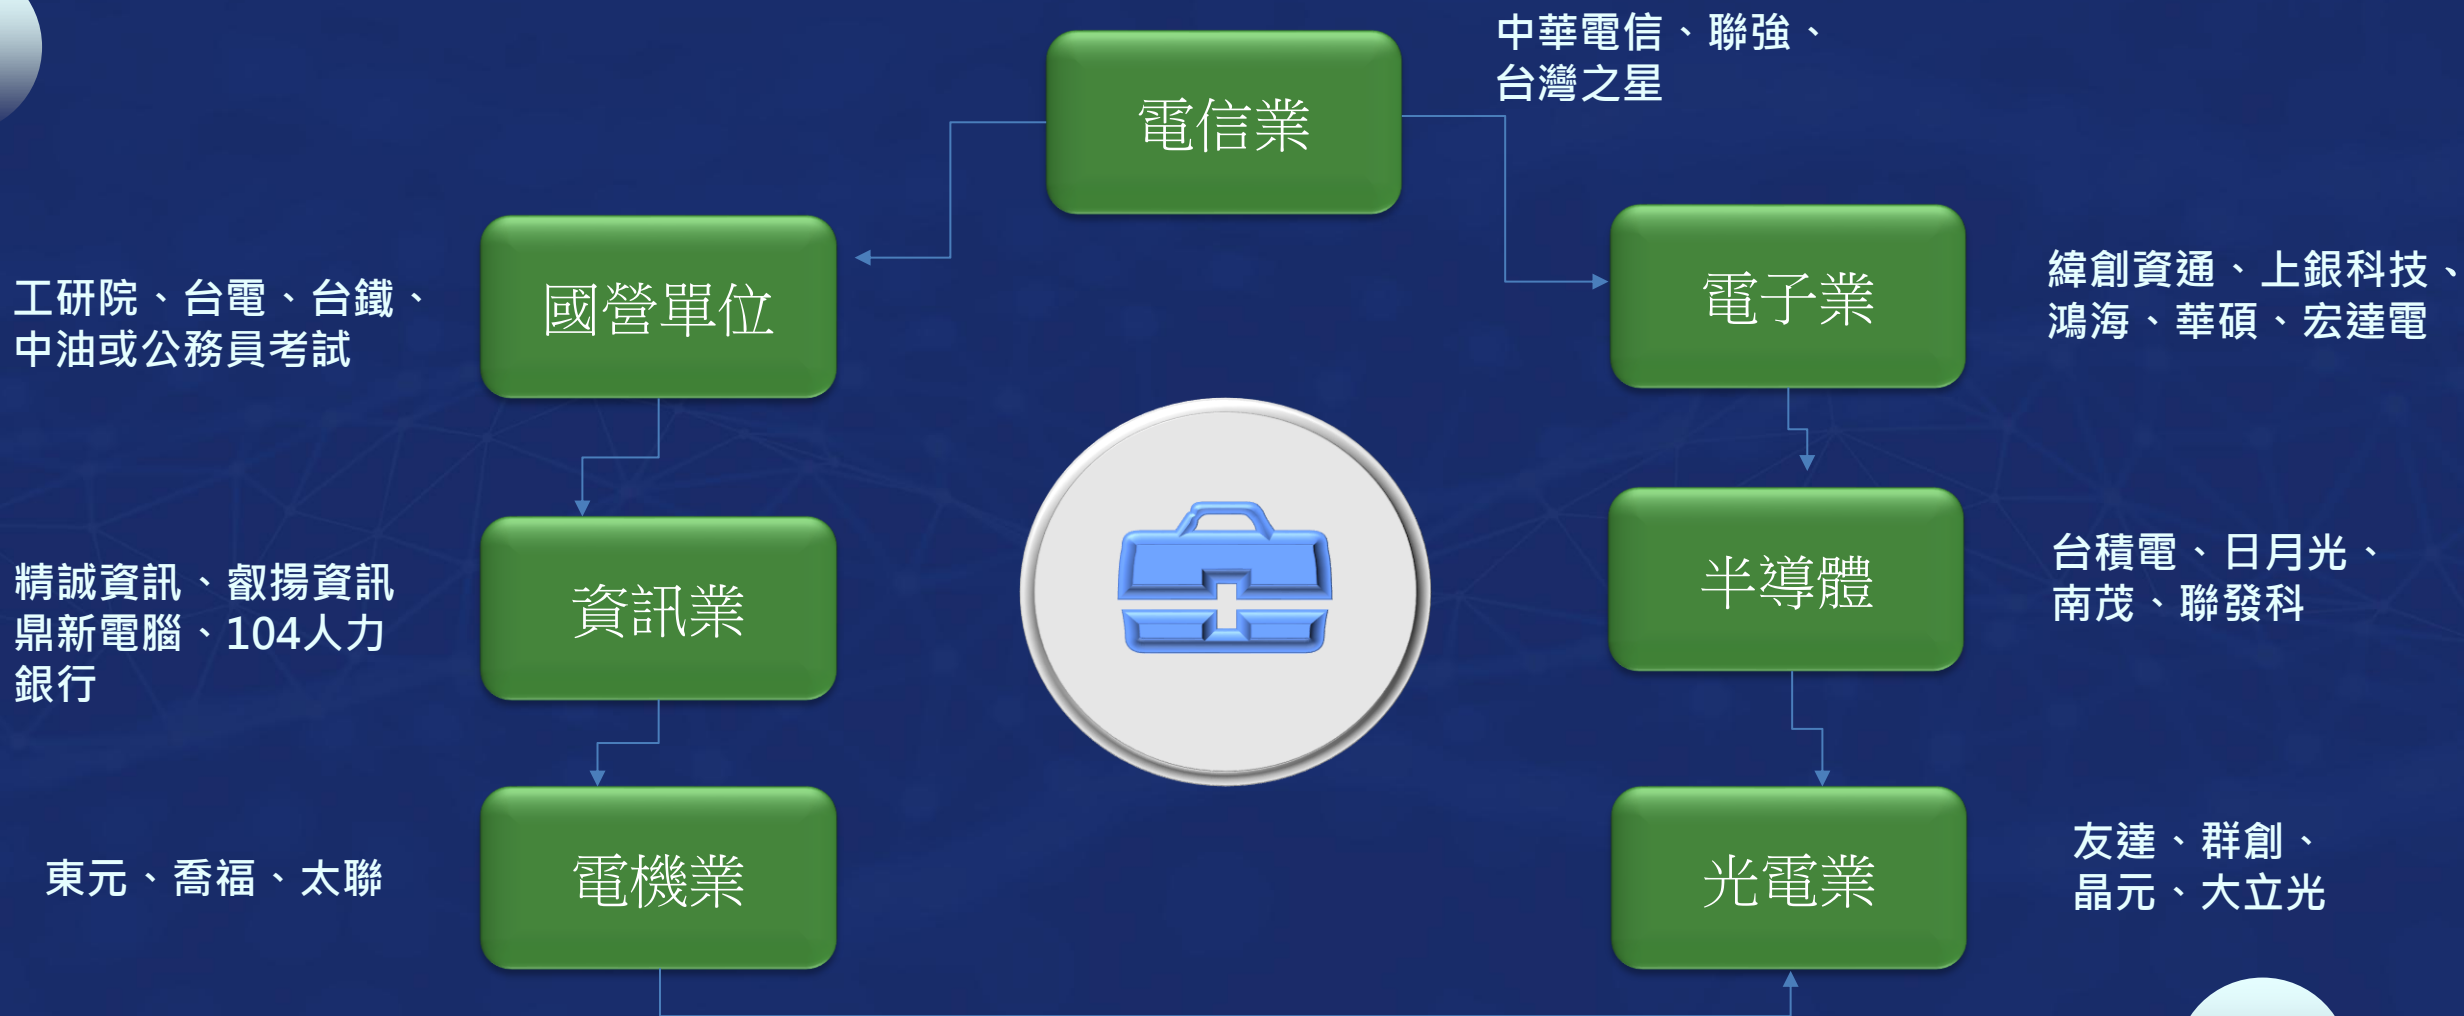 中華電信、聯強、
台灣之星
電信業
國營單位
工研院、台電、台鐵、
中油或公務員考試
電子業
緯創資通、上銀科技、
鴻海、華碩、宏達電
資訊業
精誠資訊、叡揚資訊
鼎新電腦、104人力
銀行
半導體
台積電、日月光、
南茂、聯發科
電機業
東元、喬福、太聯
光電業
友達、群創、
晶元、大立光